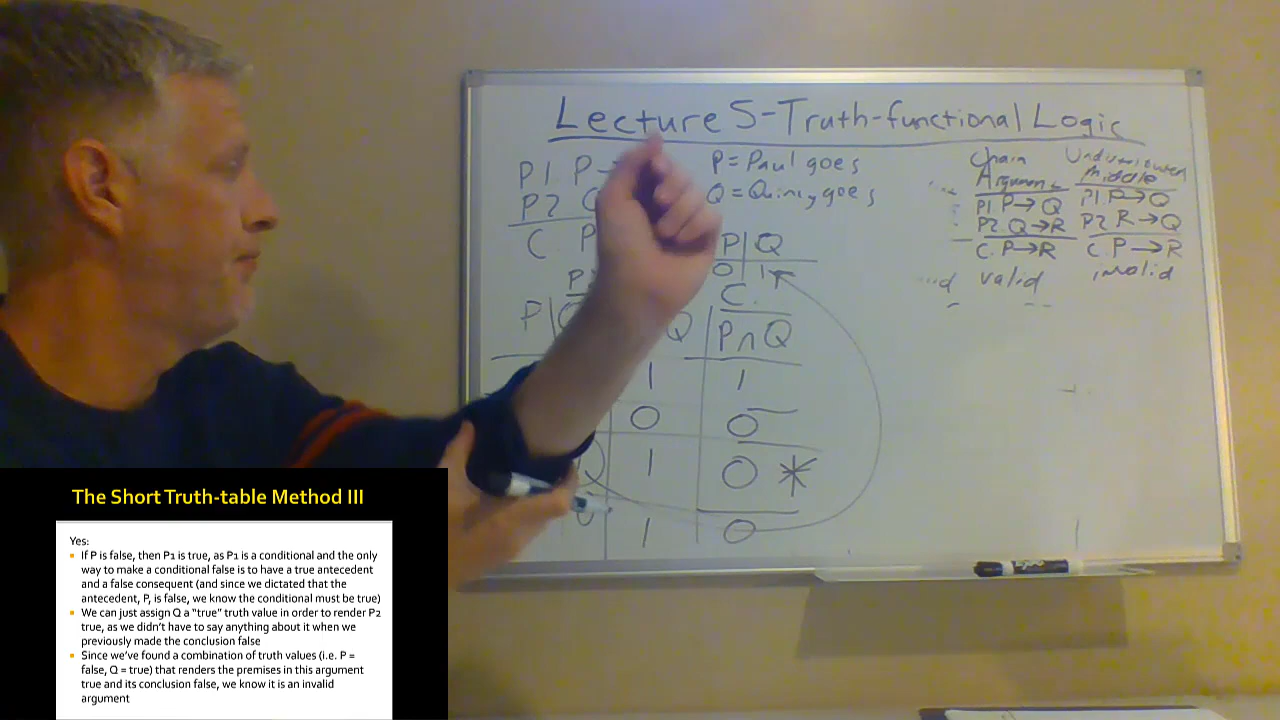 Lecture 5-Truth-functional Logic
P1. P
P2
C P
P = Paul goes
Q = Quincy goes
P | Q
0 | 1
P | Q
C.
P∩Q
1 1
0 0
1 0 *
0 1 0
Chain
Argument
P1. P→Q
P2. Q→R
C. P→R
valid
Undistributed
Middle
P1. P→Q
P2. R→Q
C. P→R
invalid
The Short Truth-table Method III
Yes:
▪ If P is false, then P1 is true, as P1 is a conditional and the only
way to make a conditional false is to have a true antecedent
and a false consequent (and since we dictated that the
antecedent, P, is false, we know the conditional must be true)
▪ We can just assign Q a "true" truth value in order to render P2
true, as we didn't have to say anything about it when we
previously made the conclusion false
▪ Since we've found a combination of truth values (i.e. P =
false, Q = true) that renders the premises in this argument
true and its conclusion false, we know it is an invalid
argument